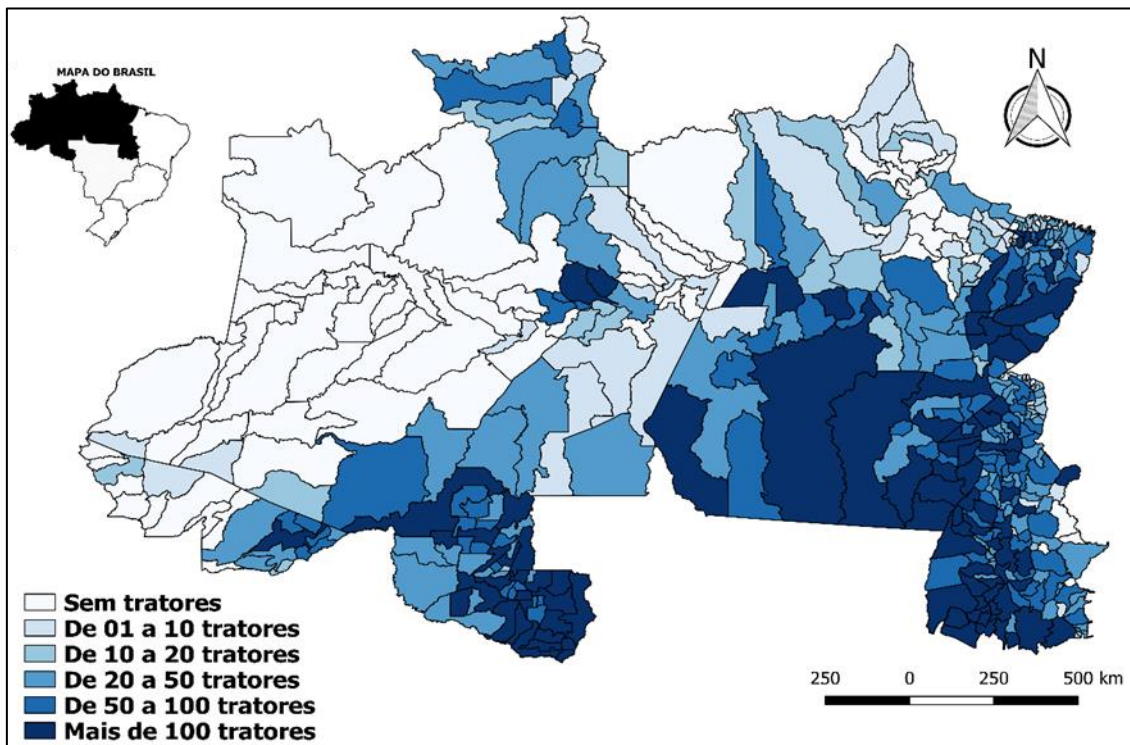 MAPA DO BRASIL
N
Sem tratores
De 01 a 10 tratores
De 10 a 20 tratores
De 20 a 50 tratores
De 50 a 100 tratores
Mais de 100 tratores
250 0 250 500 km